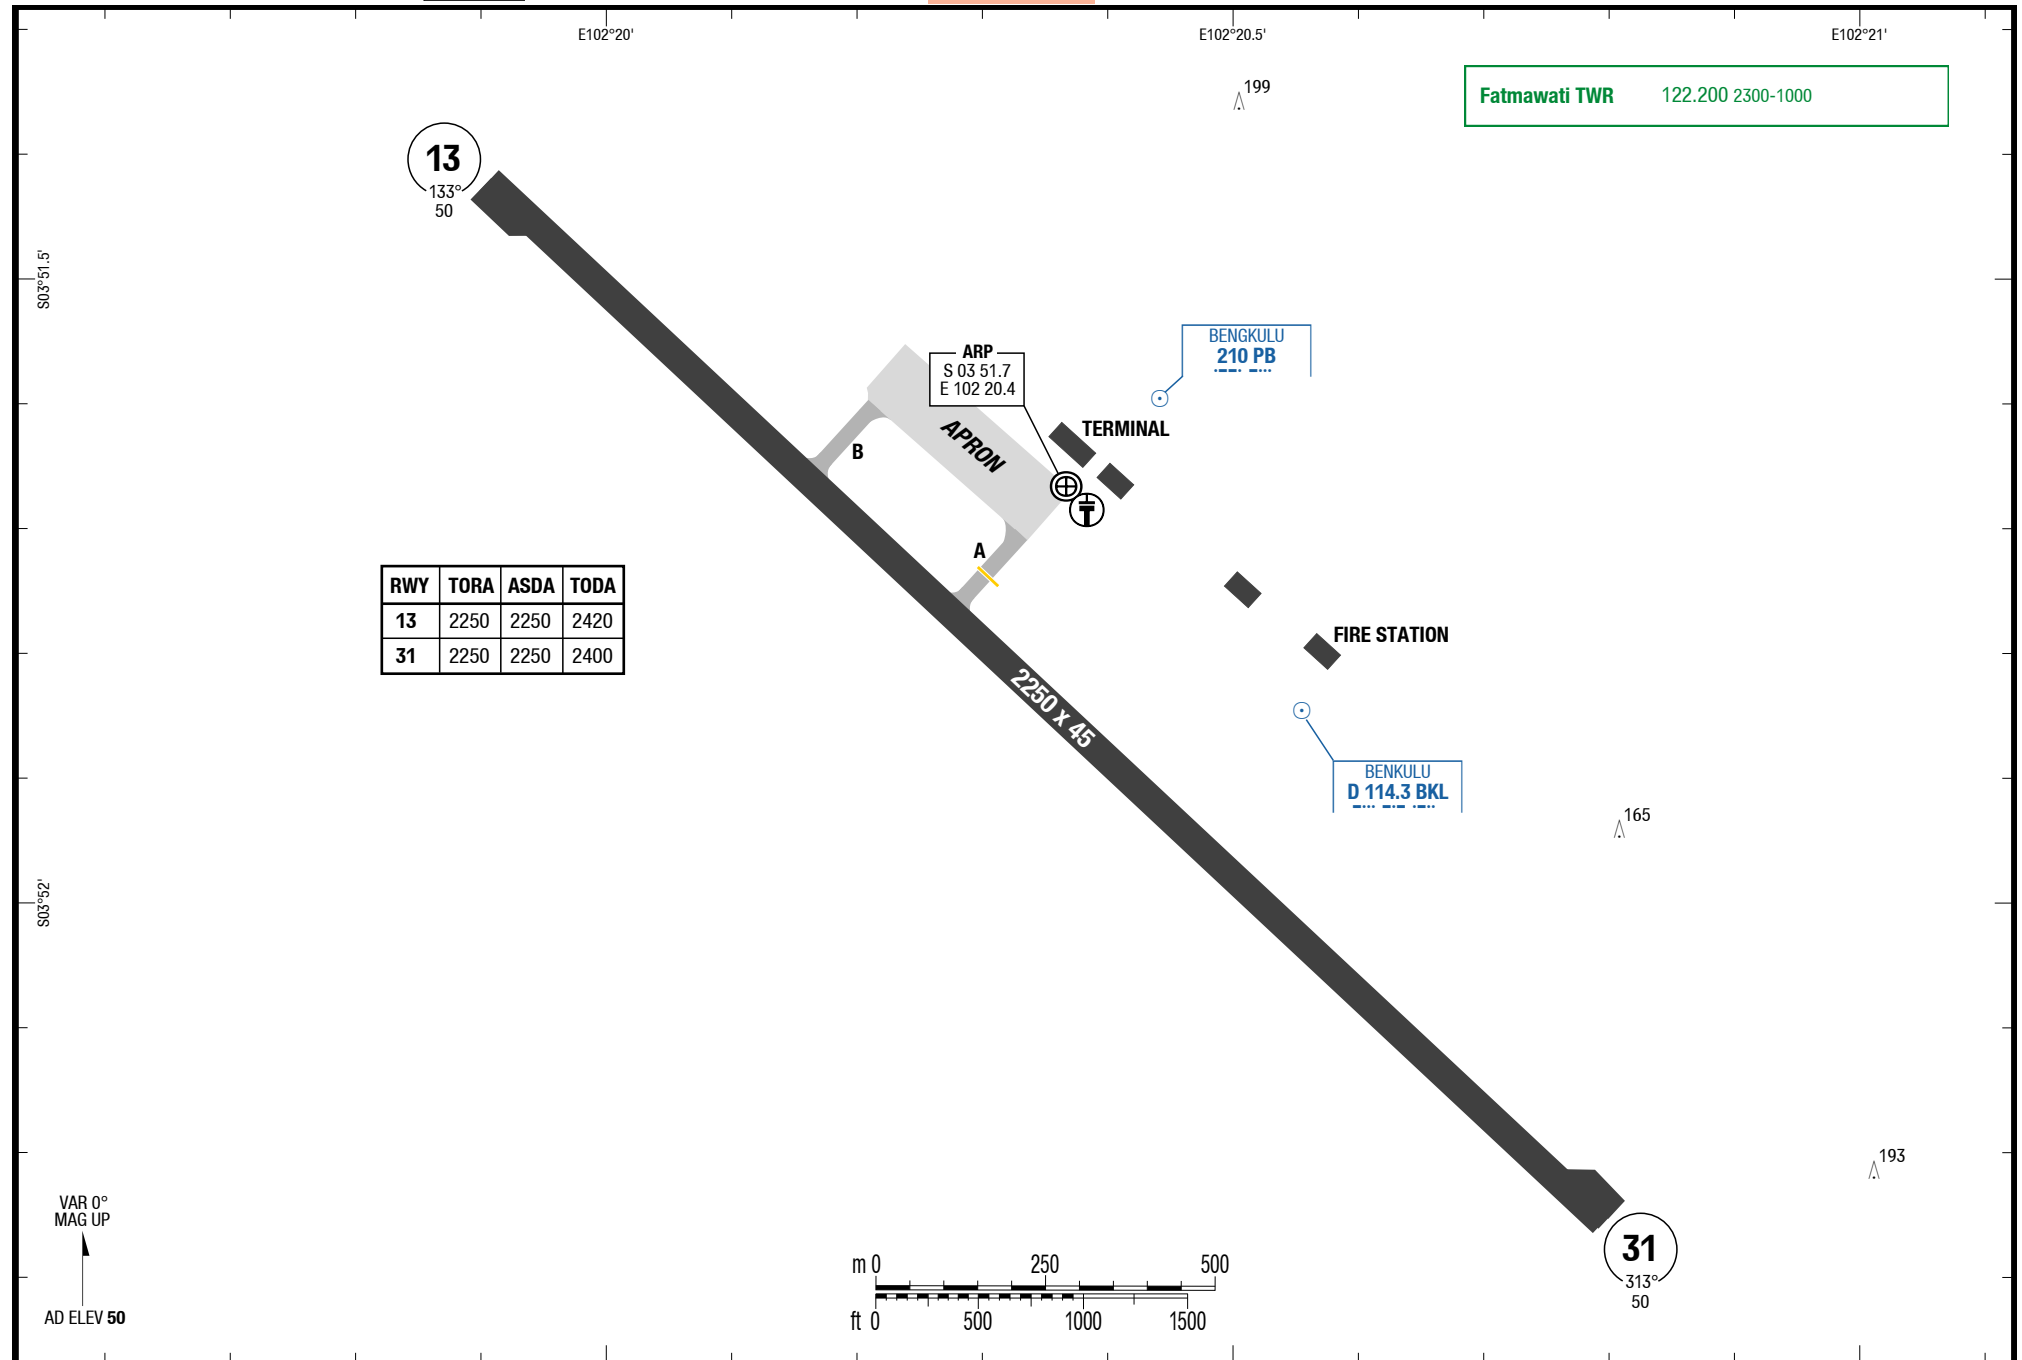 E102°20'
E102°20.5'
E102°21'
199
Fatmawati TWR 122.200 2300-1000
13
133°
50
S03°51.5'
BENGKULU
210 PB
ARP
S 03 51.7
E 102 20.4
TERMINAL
APRON
B
A
RWY TORA ASDA TODA
13 2250 2250 2420
31 2250 2250 2400
FIRE STATION
2250 x 45
BENKULU
D 114.3 BKL
165
S03°52'
193
VAR 0°
MAG UP
AD ELEV 50
31
313°
50
m 0 250 500
ft 0 500 1000 1500